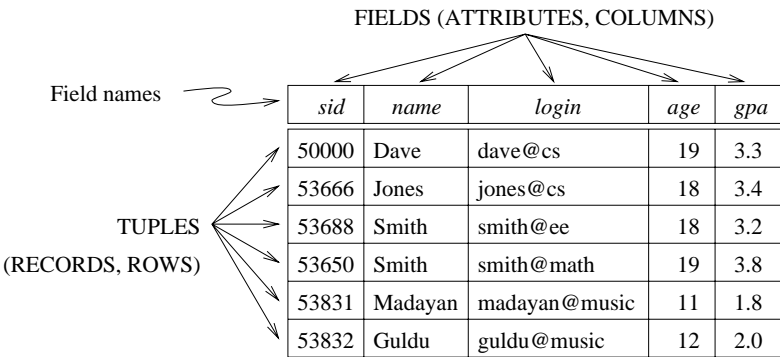 FIELDS (ATTRIBUTES, COLUMNS)
Field names
sid name login age gpa
50000 Dave dave@cs 19 3.3
53666 Jones jones@cs 18 3.4
53688 Smith smith@ee 18 3.2
TUPLES
53650 Smith smith@math 19 3.8
(RECORDS, ROWS)
53831 Madayan madayan@music 11 1.8
53832 Guldu guldu@music 12 2.0